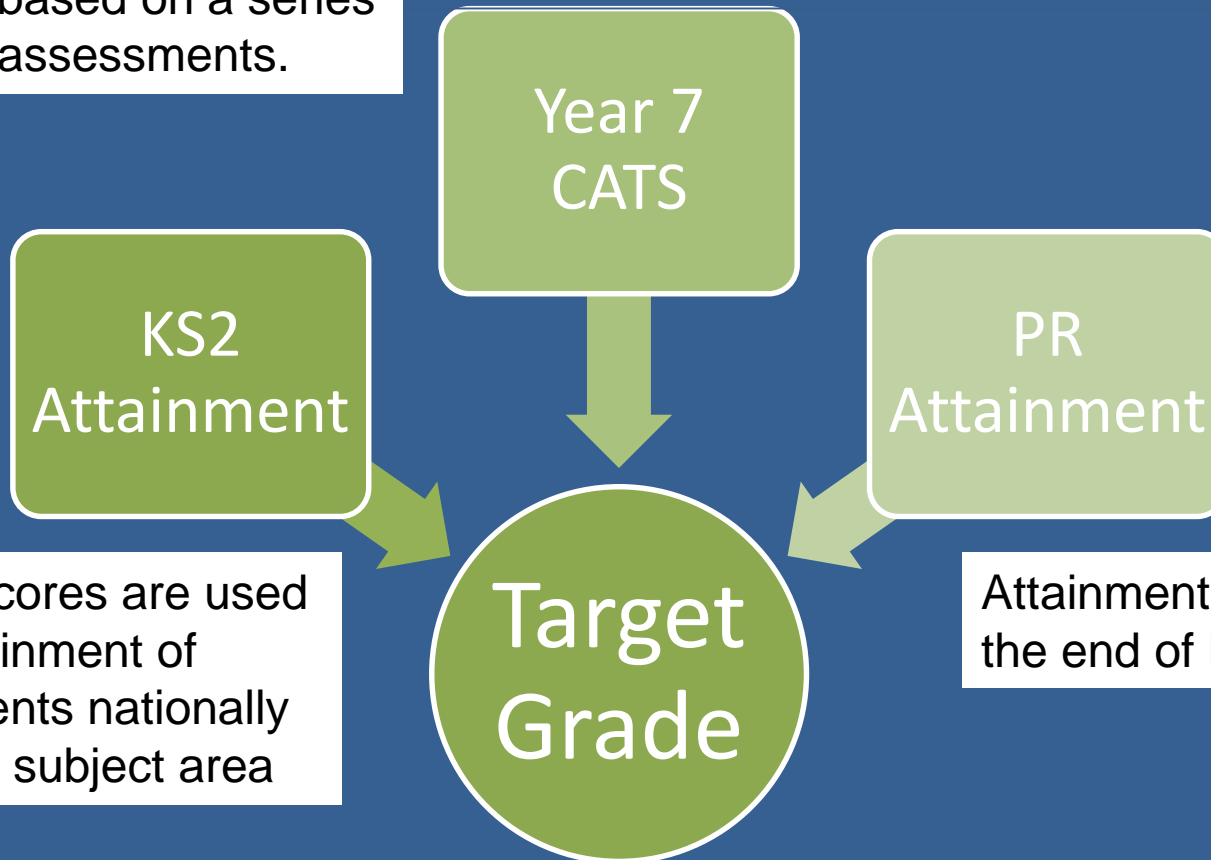 based on a series
assessments.
Year 7
CATS
KS2
Attainment
PR
Attainment
cores are used
inment of
ents nationally
subject area
Target
Grade
Attainment
the end of